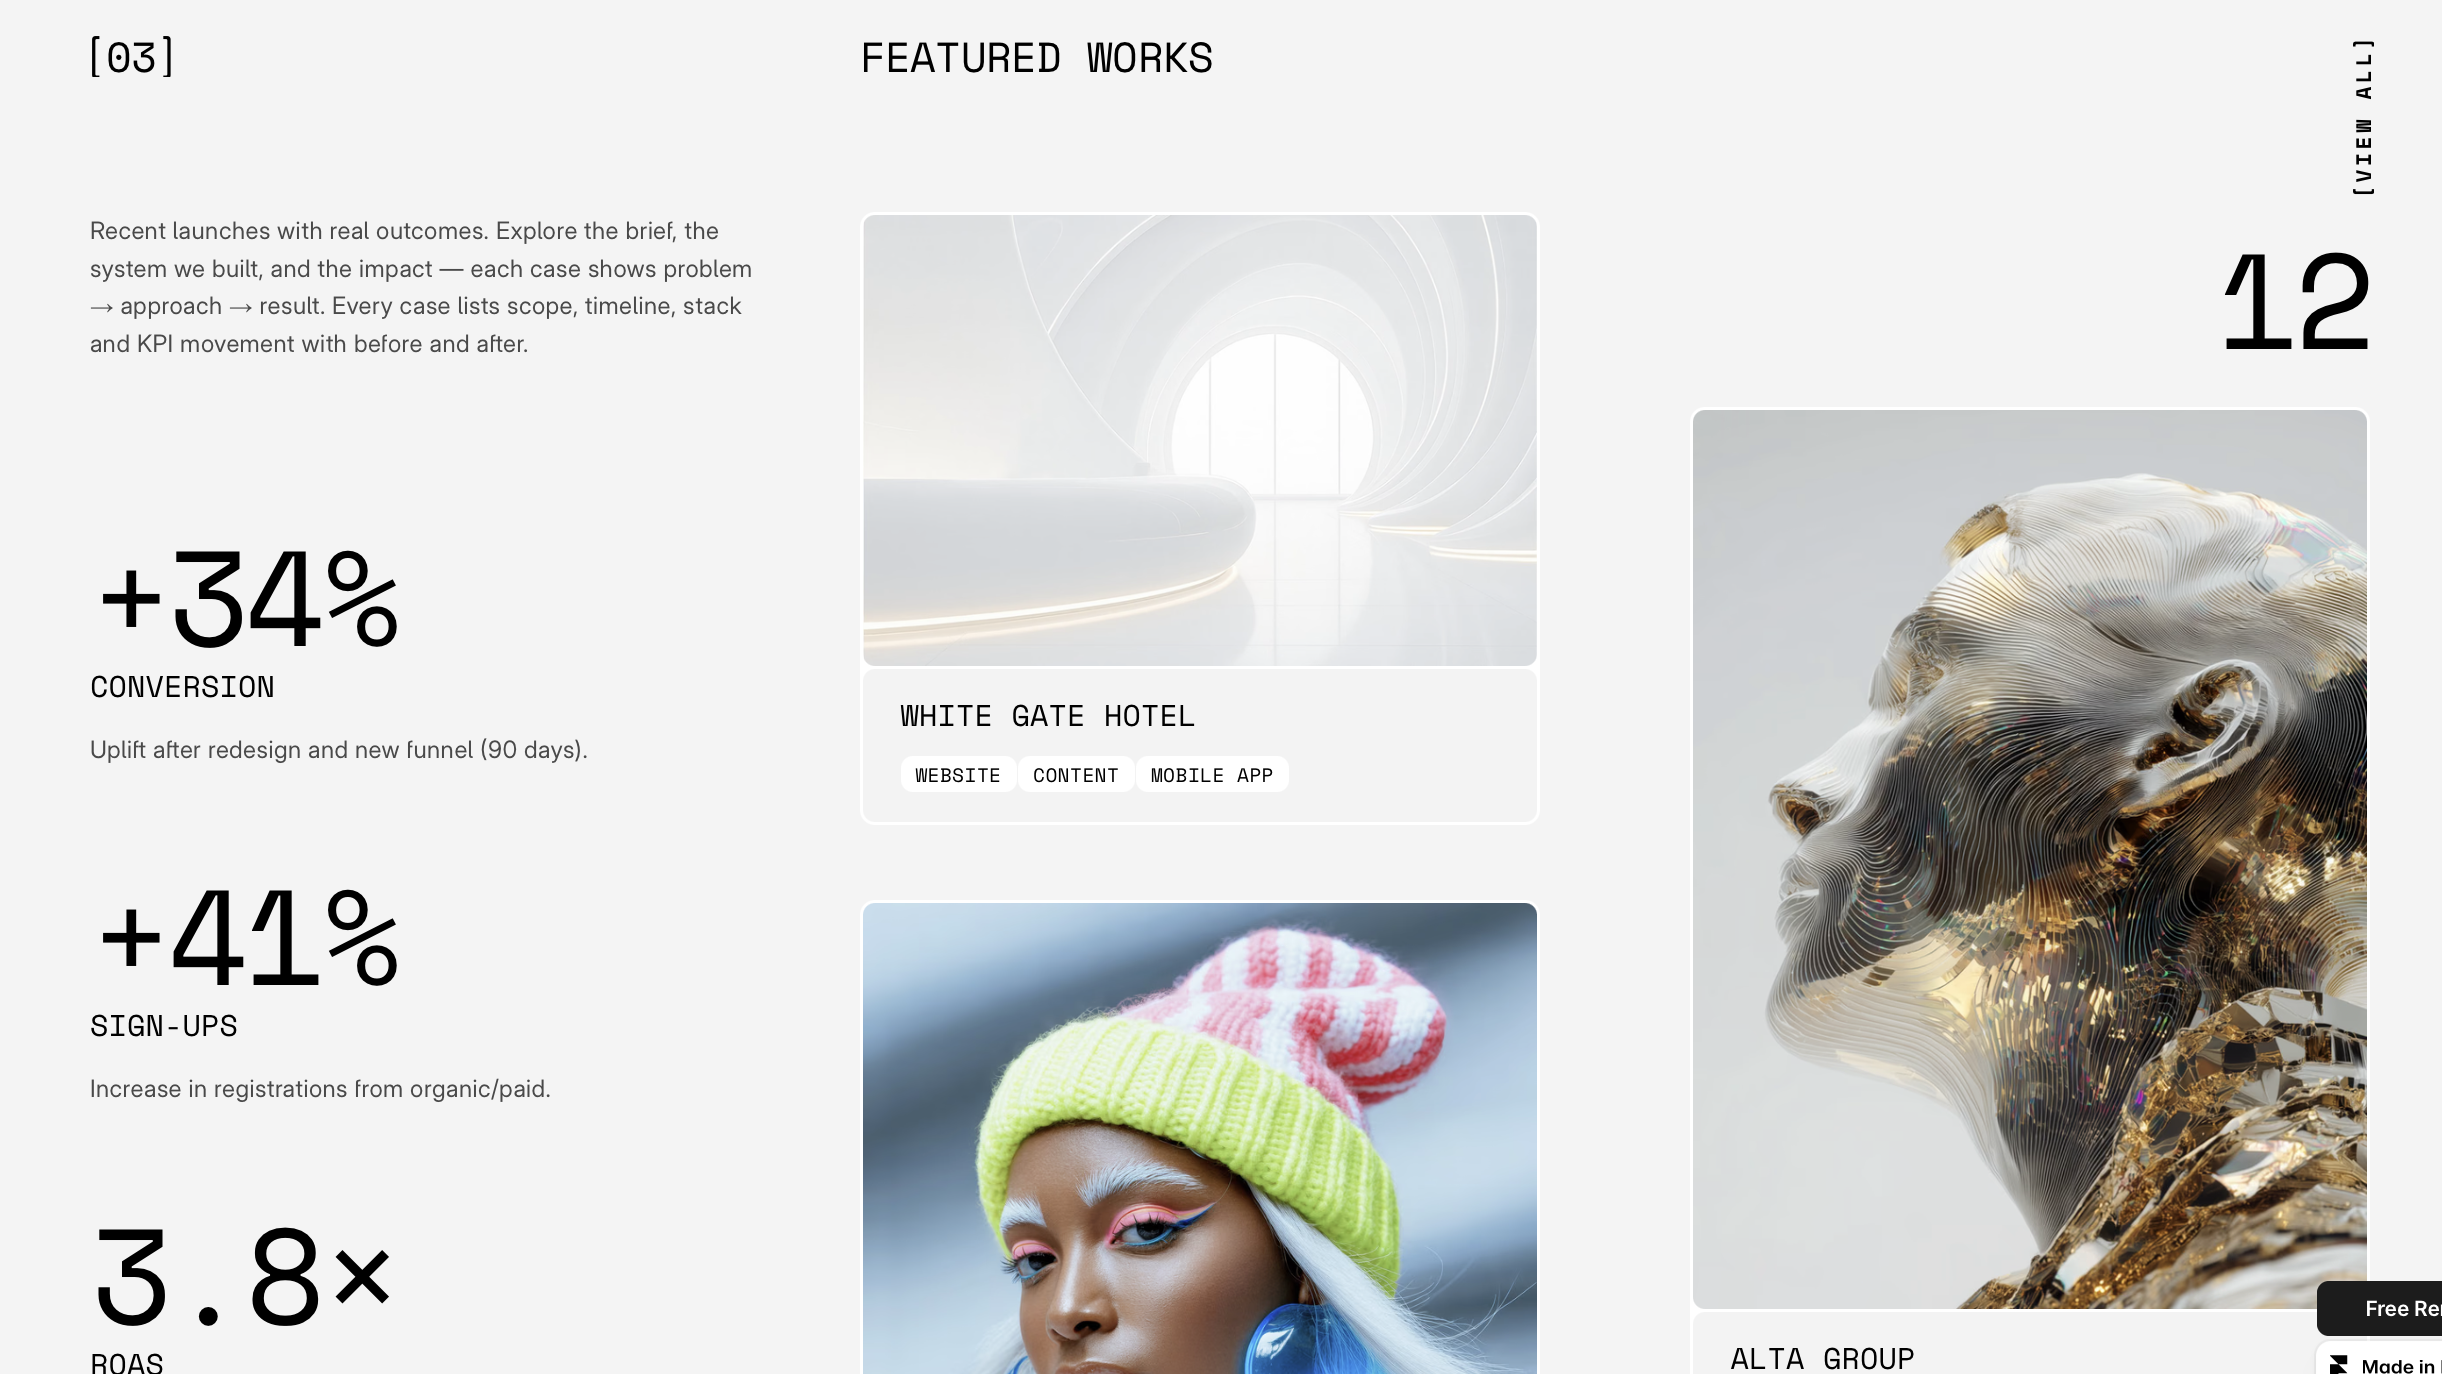 [03]
FEATURED WORKS
[VIEW ALL]
Recent launches with real outcomes. Explore the brief, the
system we built, and the impact — each case shows problem
→ approach → result. Every case lists scope, timeline, stack
and KPI movement with before and after.
12
+34%
CONVERSION
Uplift after redesign and new funnel (90 days).
WHITE GATE HOTEL
WEBSITE CONTENT MOBILE APP
+41%
SIGN-UPS
Increase in registrations from organic/paid.
3.8×
ROAS
ALTA GROUP
Free
Made in